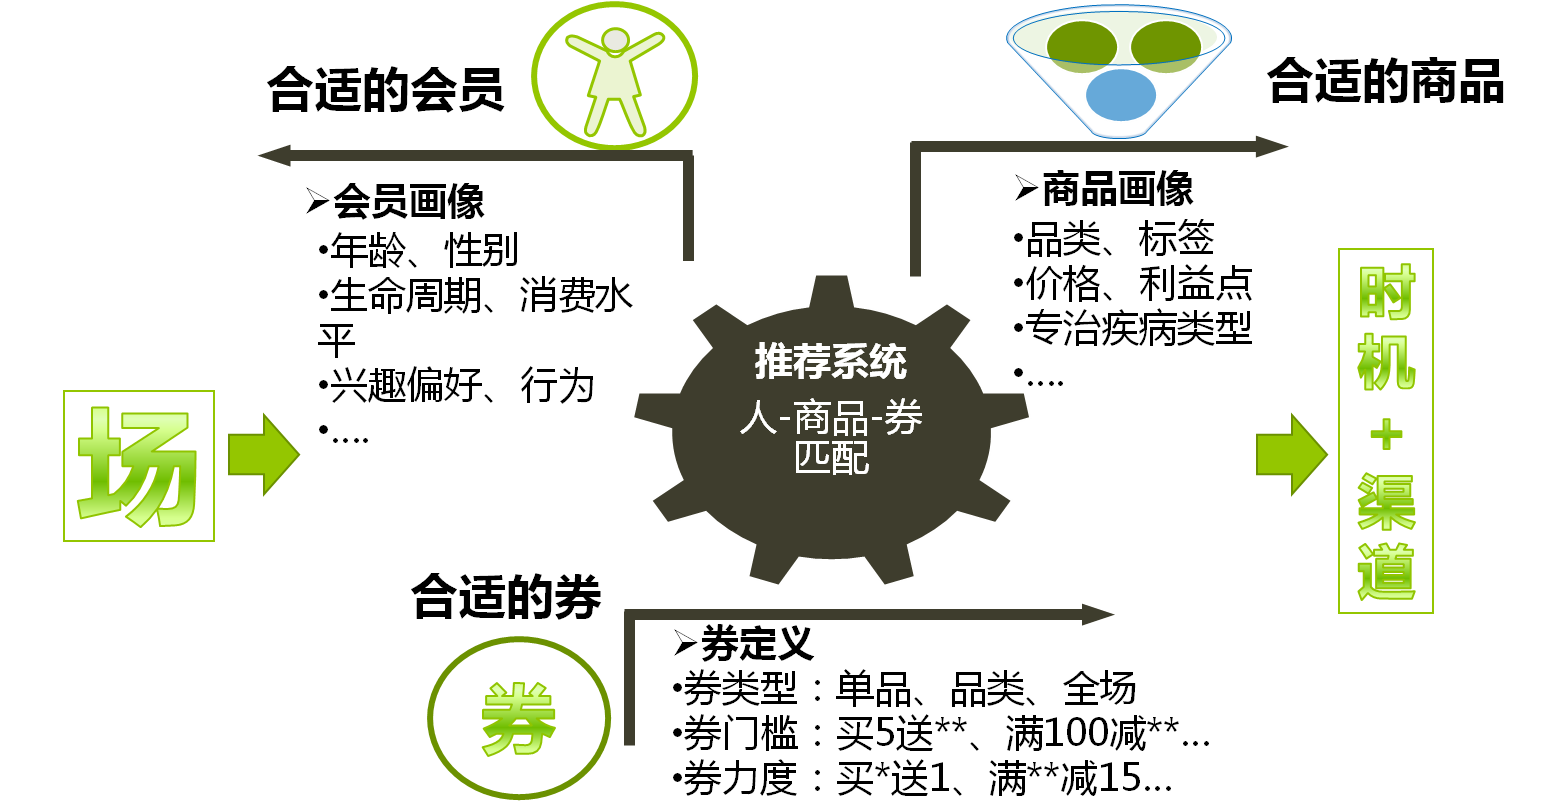 合适的会员
➢会员画像
•年龄、性别
•生命周期、消费水
平
•兴趣偏好、行为
•....
合适的商品
➢商品画像
•品类、标签
•价格、利益点
•专治疾病类型
•....
场
推荐系统
人-商品-券
匹配
时
机
+
渠
道
合适的券
券
➢券定义
•券类型：单品、品类、全场
•券门槛：买5送**、满100减**...
•券力度：买*送1、满**减15...